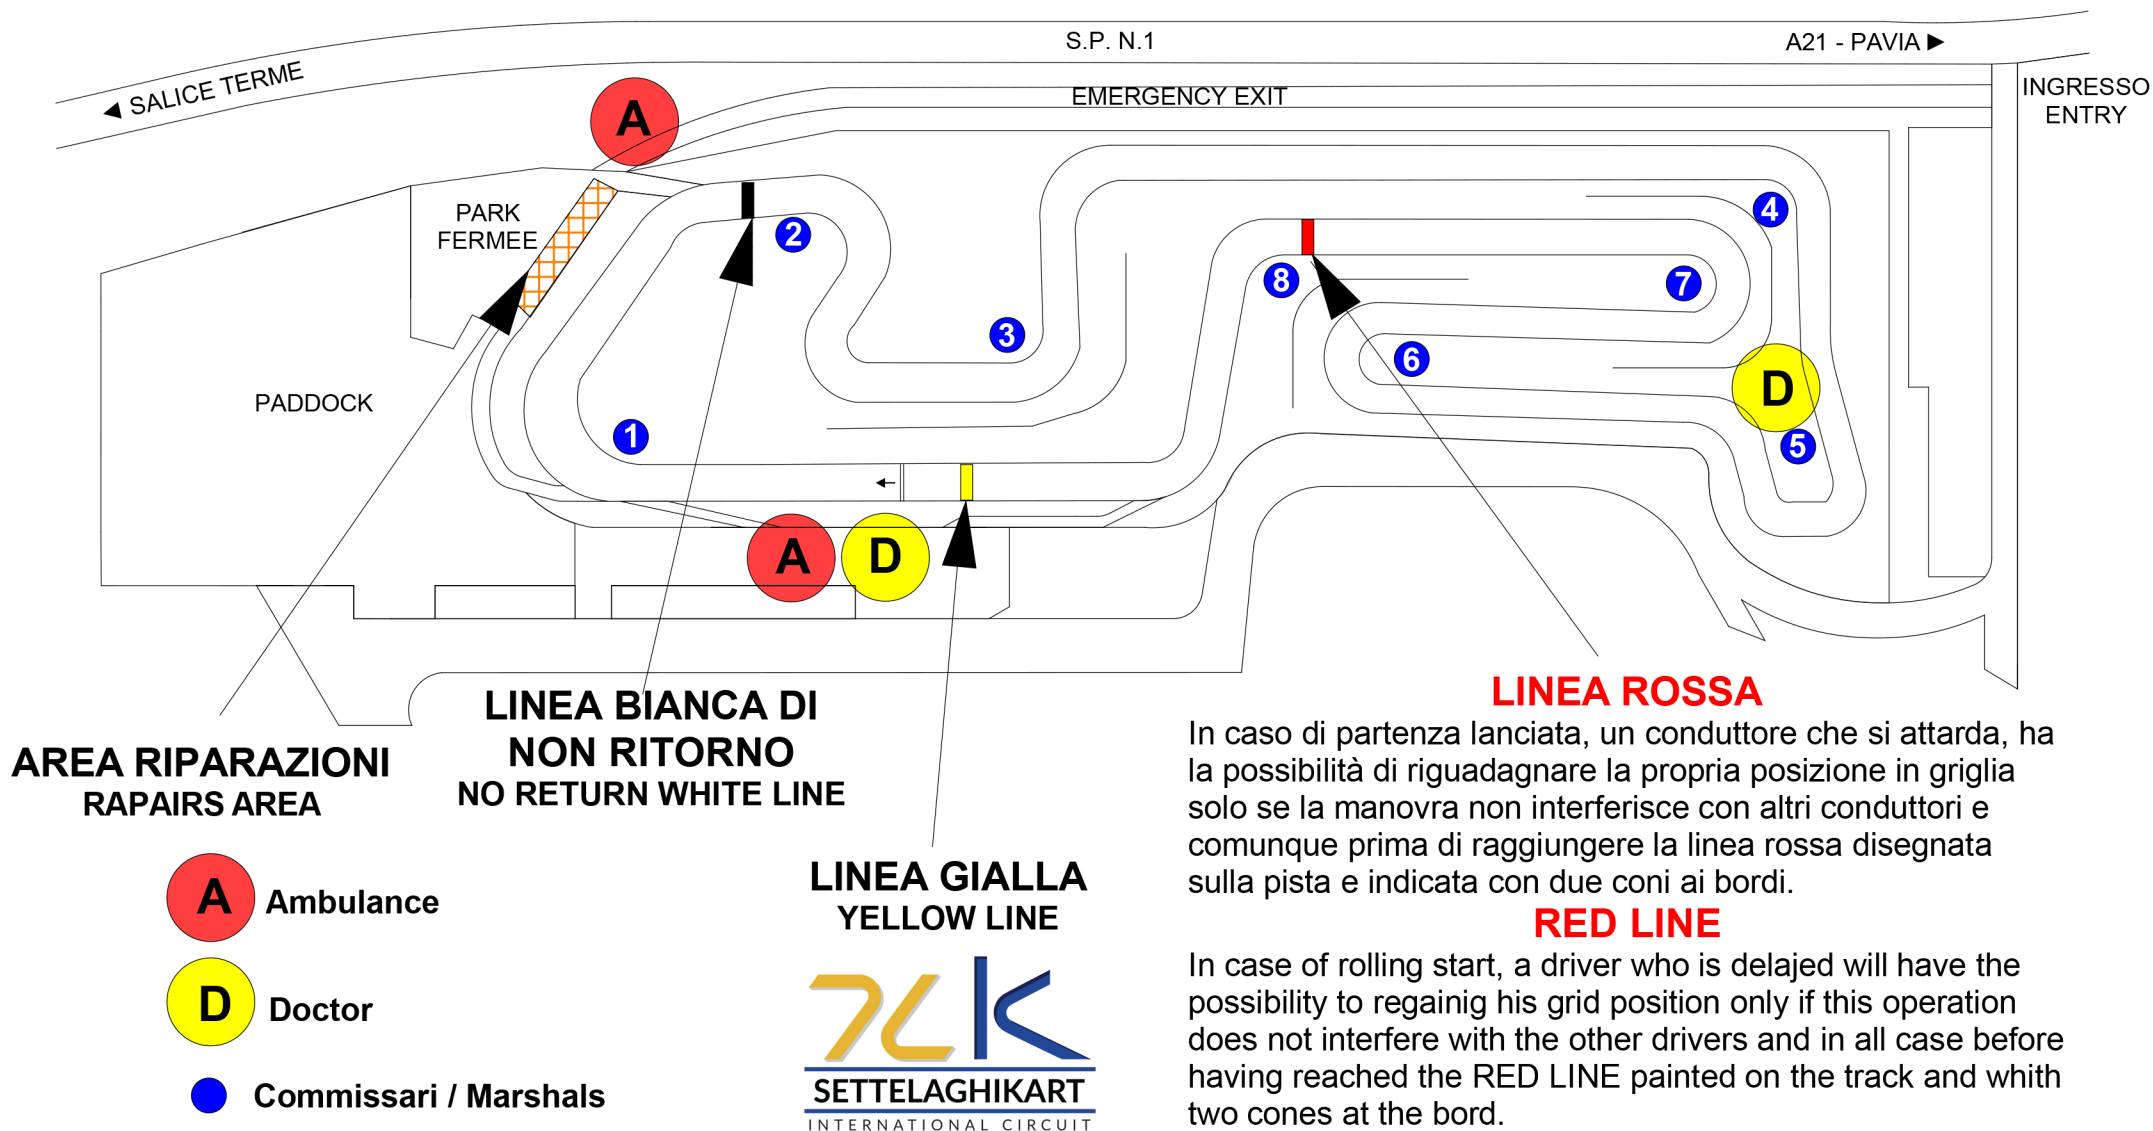 S.P. N.1
A21 - PAVIA
SALICE TERME
INGRESSO
ENTRY
EMERGENCY EXIT
A
PARK
FERMEE
2
4
8
7
3
6
D
PADDOCK
1
5
A
D
LINEA BIANCA DI
NON RITORNO
NO RETURN WHITE LINE
AREA RIPARAZIONI
RAPAIRS AREA
LINEA GIALLA
YELLOW LINE
A Ambulance
D Doctor
Commissari / Marshals
LINEA ROSSA
In caso di partenza lanciata, un conduttore che si attarda, ha
la possibilità di riguadagnare la propria posizione in griglia
solo se la manovra non interferisce con altri conduttori e
comunque prima di raggiungere la linea rossa disegnata
sulla pista e indicata con due coni ai bordi.
RED LINE
In case of rolling start, a driver who is delajed will have the
possibility to regainig his grid position only if this operation
does not interfere with the other drivers and in all case before
having reached the RED LINE painted on the track and whith
two cones at the bord.
7LK
SETTELAGHIKART
INTERNATIONAL CIRCUIT